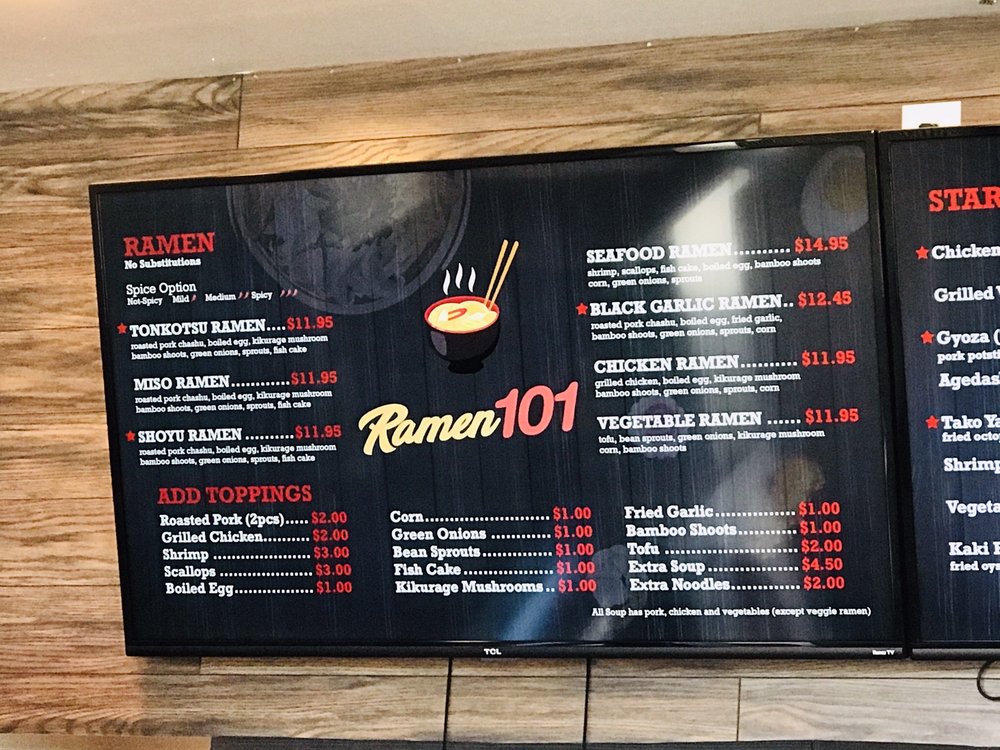 RAMEN
No Substitutions
Spice Option
Not-Spicy Mild Medium Spicy
TONKOTSU RAMEN....$11.95
roasted pork chashu, boiled egg, kikurage mushroom
bamboo shoots, green onions, sprouts, fish cake
MISO RAMEN............$11.95
roasted pork chashu, boiled egg, kikurage mushroom
bamboo shoots, green onions, sprouts, fish cake
SHOYU RAMEN ..........$11.95
roasted pork chashu, boiled egg, kikurage mushroom
bamboo shoots, green onions, sprouts, fish cake
Ramen101
SEAFOOD RAMEN.......... $14.95
shrimp, scallops, fish cake, boiled egg, bamboo shoots
corn, green onions, sprouts
BLACK GARLIC RAMEN.. $12.45
roasted pork chashu, boiled egg, fried garlic,
bamboo shoots, green onions, sprouts, corn
CHICKEN RAMEN.......... $11.95
grilled chicken, boiled egg, kikurage mushroom
bamboo shoots, green onions, sprouts, corn
VEGETABLE RAMEN ...... $11.95
tofu, bean sprouts, green onions, kikurage mushroom
corn, bamboo shoots
ADD TOPPINGS
Roasted Pork (2pcs)..... $2.00
Grilled Chicken........... $2.00
Shrimp .................... $3.00
Scallops ................... $3.00
Boiled Egg................. $1.00
Corn........................... $1.00
Green Onions .............. $1.00
Bean Sprouts................ $1.00
Fish Cake .................... $1.00
Kikurage Mushrooms.. $1.00
Fried Garlic.................. $1.00
Bamboo Shoots............. $1.00
Tofu ............................ $2.00
Extra Soup................... $4.50
Extra Noodles............... $2.00
All Soup has pork, chicken and vegetables (except veggie ramen)
TCL
Roku TV
STAR
Chicken
Grilled
Gyoza (
pork potsti
Agedas
Tako Ya
fried octo
Shrimp
Vegeta
Kaki F
fried oys